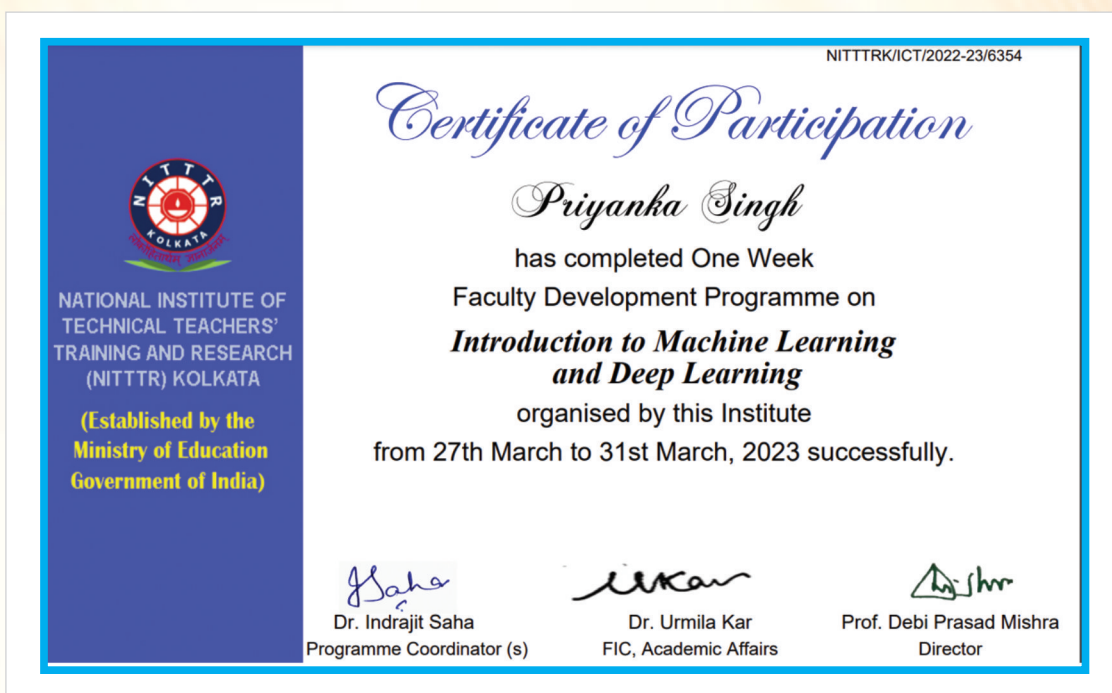 NITTTRK/ICT/2022-23/6354
Certificate of Participation
Priyanka Singh
has completed One Week
Faculty Development Programme on
Introduction to Machine Learning
and Deep Learning
organised by this Institute
from 27th March to 31st March, 2023 successfully.
NITTTR
KOLKATA
NATIONAL INSTITUTE OF
TECHNICAL TEACHERS'
TRAINING AND RESEARCH
(NITTTR) KOLKATA
(Established by the
Ministry of Education
Government of India)
Dr. Indrajit Saha
Programme Coordinator (s)
Dr. Urmila Kar
FIC, Academic Affairs
Prof. Debi Prasad Mishra
Director